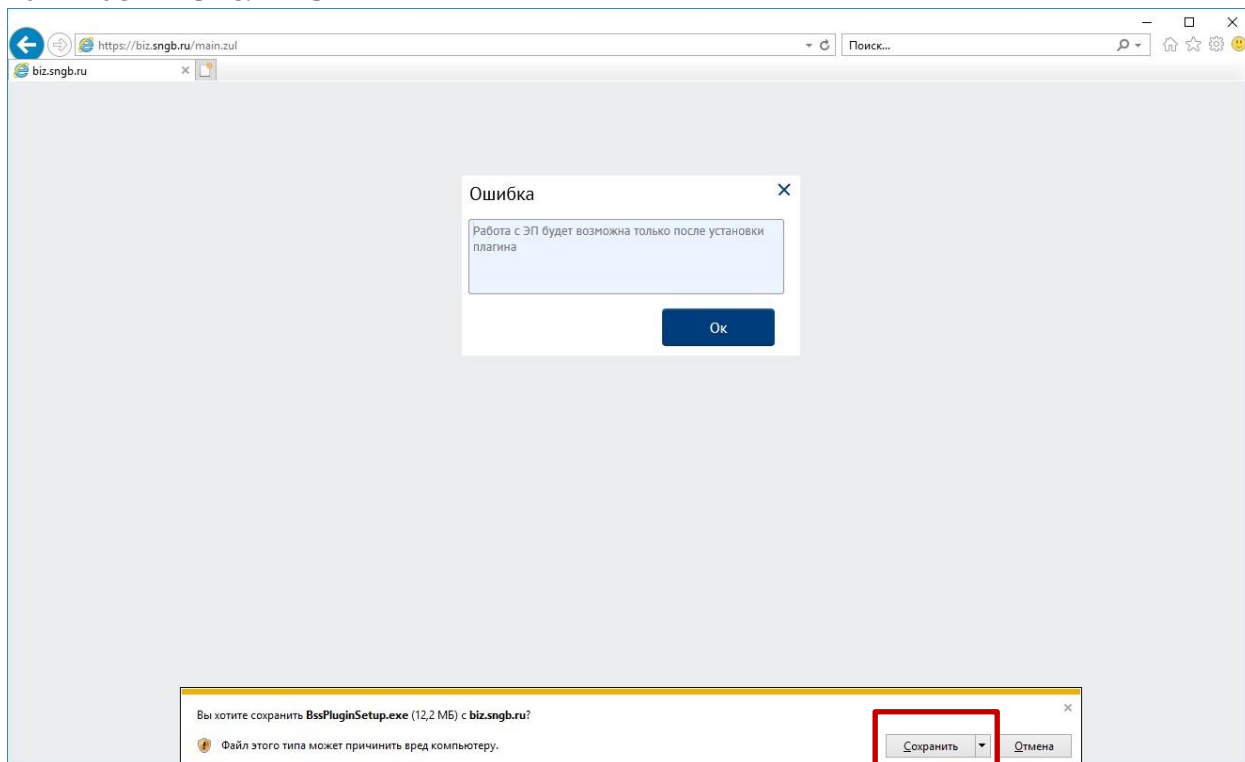 https://biz.sngb.ru/main.zul
Поиск...
biz.sngb.ru
Ошибка
Работа с ЭП будет возможна только после установки
плагина
Ок
Вы хотите сохранить BssPluginSetup.exe (12,2 МБ) с biz.sngb.ru?
Файл этого типа может причинить вред компьютеру.
Сохранить
Отмена